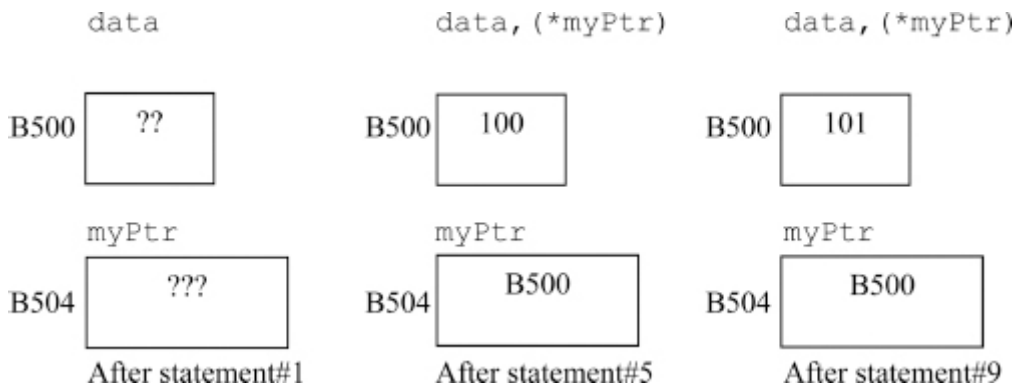 data data,(*myPtr) data,(*myPtr)
B500 ?? B500 100 B500 101
myPtr myPtr myPtr
B504 ??? B504 B500 B504 B500
After statement#1 After statement#5 After statement#9